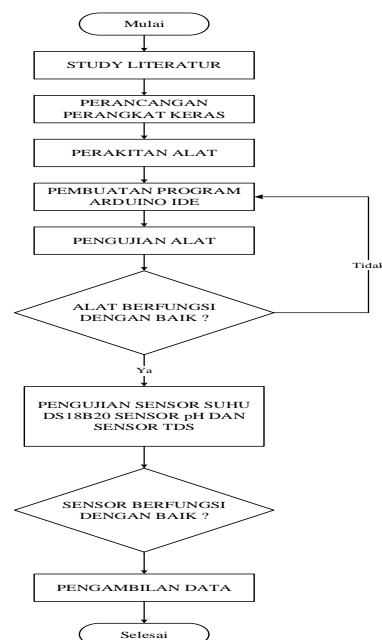 Mulai
STUDY LITERATUR
PERANCANGAN
PERANGKAT KERAS
PERAKITAN ALAT
PEMBUATAN PROGRAM
ARDUINO IDE
PENGUJIAN ALAT
Tidak
ALAT BERFUNGSI
DENGAN BAIK ?
Ya
PENGUJIAN SENSOR SUHU
DS18B20 SENSOR pH DAN
SENSOR TDS
SENSOR BERFUNGSI
DENGAN BAIK ?
PENGAMBILAN DATA
Selesai